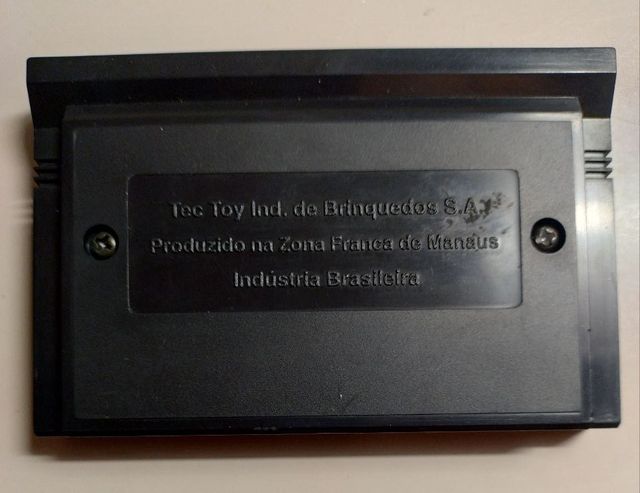 Tec Toy Ind. de Brinquedos S.A.
Produzido na Zona Franca de Manaus
Indústria Brasileira